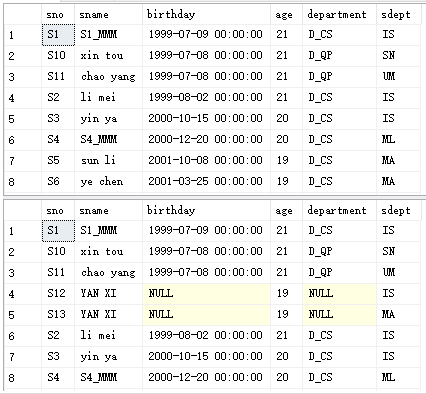 sno sname birthday age department sdept
1 S1 S1_MMM 1999-07-09 00:00:00 21 D_CS IS
2 S10 xin tou 1999-07-08 00:00:00 21 D_QP SN
3 S11 chao yang 1999-07-08 00:00:00 21 D_QP UM
4 S2 li mei 1999-08-02 00:00:00 21 D_CS IS
5 S3 yin ya 2000-10-15 00:00:00 20 D_CS IS
6 S4 S4_MMM 2000-12-20 00:00:00 20 D_CS ML
7 S5 sun li 2001-10-08 00:00:00 19 D_CS MA
8 S6 ye chen 2001-03-25 00:00:00 19 D_CS MA
sno sname birthday age department sdept
1 S1 S1_MMM 1999-07-09 00:00:00 21 D_CS IS
2 S10 xin tou 1999-07-08 00:00:00 21 D_QP SN
3 S11 chao yang 1999-07-08 00:00:00 21 D_QP UM
4 S12 YAN XI NULL 19 NULL IS
5 S13 YAN XI NULL 19 NULL MA
6 S2 li mei 1999-08-02 00:00:00 21 D_CS IS
7 S3 yin ya 2000-10-15 00:00:00 20 D_CS IS
8 S4 S4_MMM 2000-12-20 00:00:00 20 D_CS ML